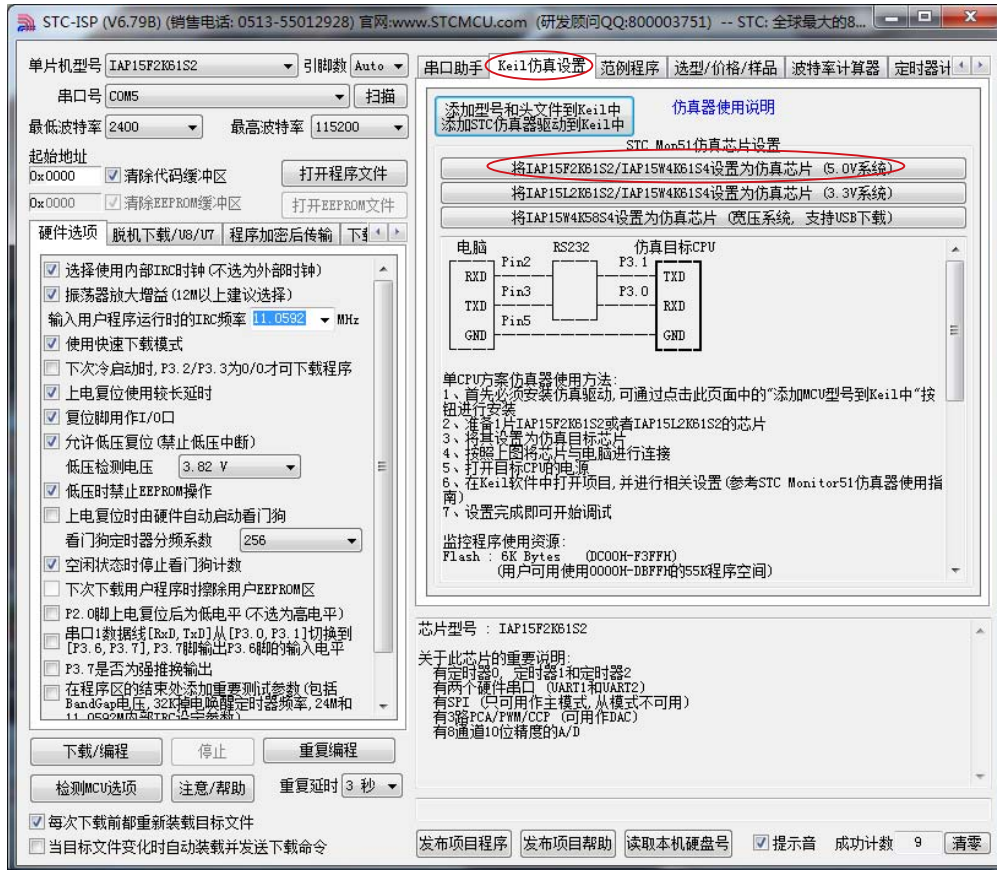 STC-ISP (V6.79B) (销售电话: 0513-55012928) 官网:www.STCMCU.com (研发顾问QQ:800003751) -- STC: 全球最大的8...
单片机型号 IAP15F2K61S2 引脚数 Auto
串口号 COM5 扫描
最低波特率 2400 最高波特率 115200
起始地址
0x0000 清除代码缓冲区 打开程序文件
0x0000 清除EEPROM缓冲区 打开EEPROM文件
硬件选项 脱机下载/U8/U7 程序加密后传输
选择使用内部IRC时钟(不选为外部时钟)
振荡器放大增益(12M以上建议选择)
输入用户程序运行时的IRC频率 11.0592 MHz
使用快速下载模式
下次冷启动时,P3.2/P3.3为0/0才可下载程序
上电复位使用较长延时
复位脚用作I/O口
允许低压复位(禁止低压中断)
低压检测电压 3.82 V
低压时禁止EEPROM操作
上电复位时由硬件自动启动看门狗
看门狗定时器分频系数 256
空闲状态时停止看门狗计数
下次下载用户程序时擦除用户EEPROM区
P2.0脚上电复位后为低电平(不选为高电平)
串口1数据线[RxD,TxD]从[P3.0,P3.1]切换到
[P3.6,P3.7],P3.7脚输出P3.6脚的输入电平
P3.7是否为强推换输出
在程序区的结束处添加重要测试参数(包括
BandGap电压,32K掉电唤醒定时器频率,24M和
11.0592M内部IRC设定参数)
下载/编程 停止 重复编程
检测MCU选项 注意/帮助 重复延时 3 秒
每次下载前都重新装载目标文件
当目标文件变化时自动装载并发送下载命令
串口助手 Keil仿真设置 范例程序 选型/价格/样品 波特率计算器 定时器计
添加型号和头文件到Keil中
添加STC仿真器驱动到Keil中
仿真器使用说明
STC Mon51仿真芯片设置
将IAP15F2K61S2/IAP15W4K61S4设置为仿真芯片 (5.0V系统)
将IAP15L2K61S2/IAP15W4K61S4设置为仿真芯片 (3.3V系统)
将IAP15W4K58S4设置为仿真芯片 (宽压系统, 支持USB下载)
电脑 RS232 仿真目标CPU
RXD Pin2 P3.1 TXD
TXD Pin3 P3.0 RXD
GND Pin5 GND
单CPU方案仿真器使用方法:
1、首先必须安装仿真驱动,可通过点击此页面中的“添加MCU型号到Keil中“按
钮进行安装
2、准备1片IAP15F2K61S2或者IAP15L2K61S2的芯片
3、将其设置为仿真目标芯片
4、按照上图将芯片与电脑进行连接
5、打开目标CPU的电源
6、在Keil软件中打开项目,并进行相关设置(参考STC Monitor51仿真器使用指
南)
7、设置完成即可开始调试
监控程序使用资源:
Flash : 6K Bytes (DC00H-F3FFH)
(用户可用使用0000H-DBFFH的55K程序空间)
芯片型号 : IAP15F2K61S2
关于此芯片的重要说明:
有定时器0, 定时器1和定时器2
有两个硬件串口 (UART1和UART2)
有SPI (只可用作主模式,从模式不可用)
有3路PCA/PWM/CCP (可用作DAC)
有8通道10位精度的A/D
发布项目程序 发布项目帮助 读取本机硬盘号 提示音 成功计数 9 清零